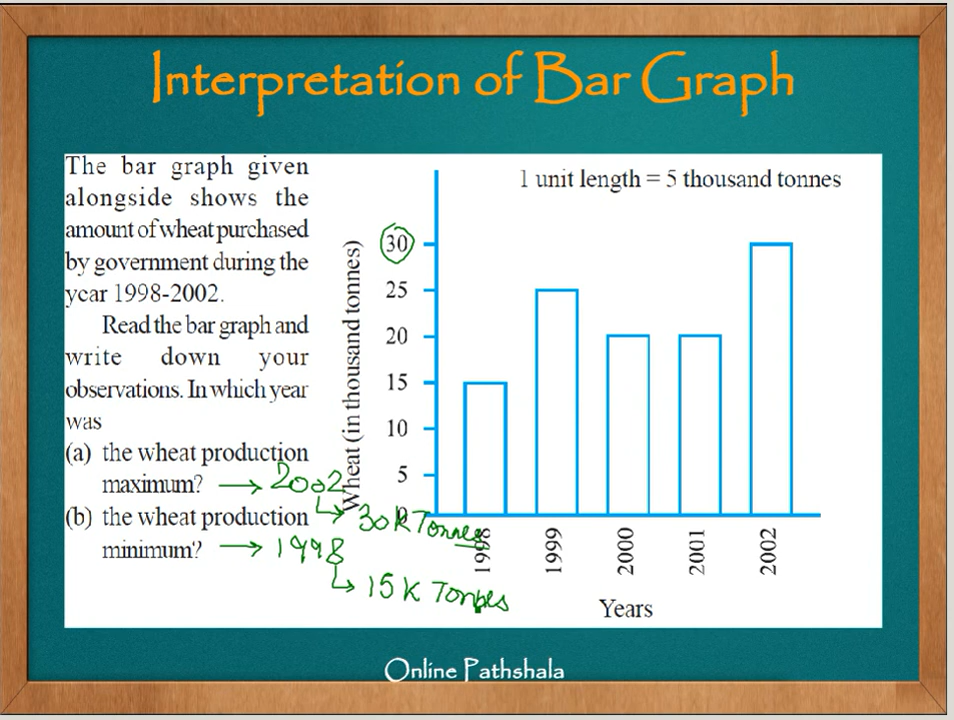 Interpretation of Bar Graph
The bar graph given
alongside shows the
amount of wheat purchased
by government during the
year 1998-2002.
Read the bar graph and
write down your
observations. In which year
was
(a) the wheat production
maximum? → 2002
↳ 30K Tonnes
(b) the wheat production
minimum? → 1998
↳ 15K Tonnes
1 unit length = 5 thousand tonnes
Wheat (in thousand tonnes)
30
25
20
15
10
5
0
1998 1999 2000 2001 2002
Years
Online Pathshala